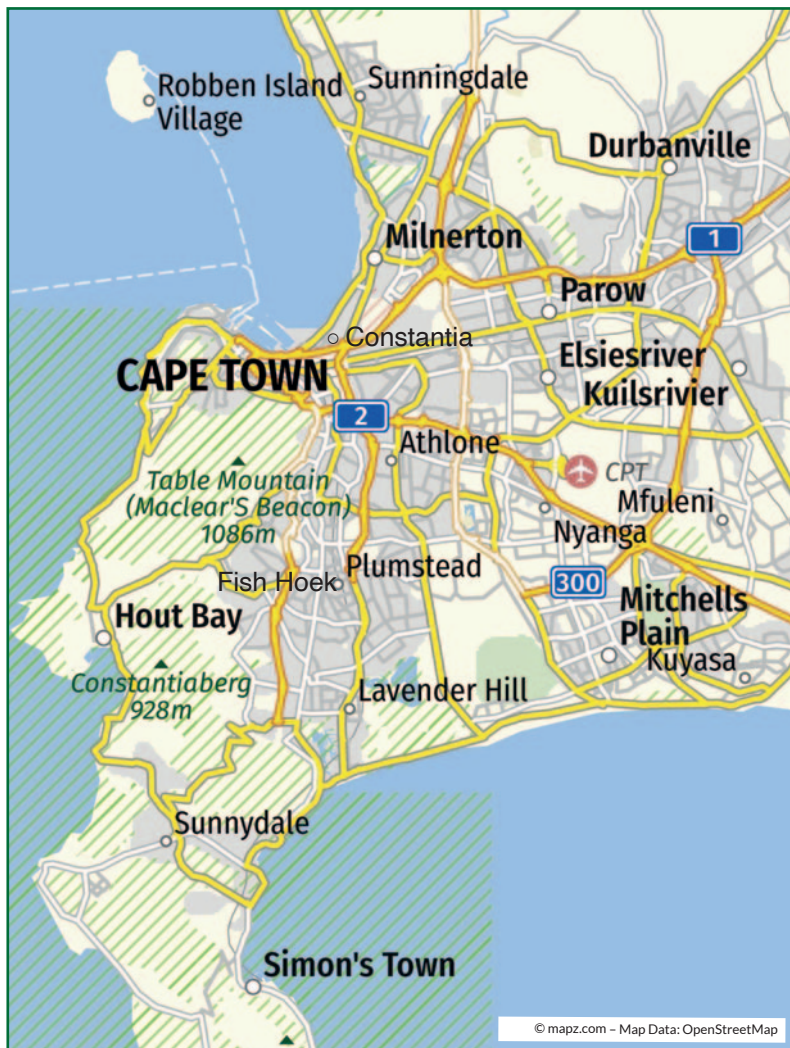 Robben Island
Village
Sunningdale
Durbanville
1
Milnerton
Parow
Constantia
CAPE TOWN
Elsiesriver
Kuilsrivier
2
Athlone
CPT
Table Mountain
(Maclear'S Beacon)
1086m
Mfuleni
Nyanga
Fish Hoek
Plumstead
300
Hout Bay
Mitchells
Plain
Kuyasa
Constantiaberg
928m
Lavender Hill
Sunnydale
Simon's Town
© mapz.com – Map Data: OpenStreetMap